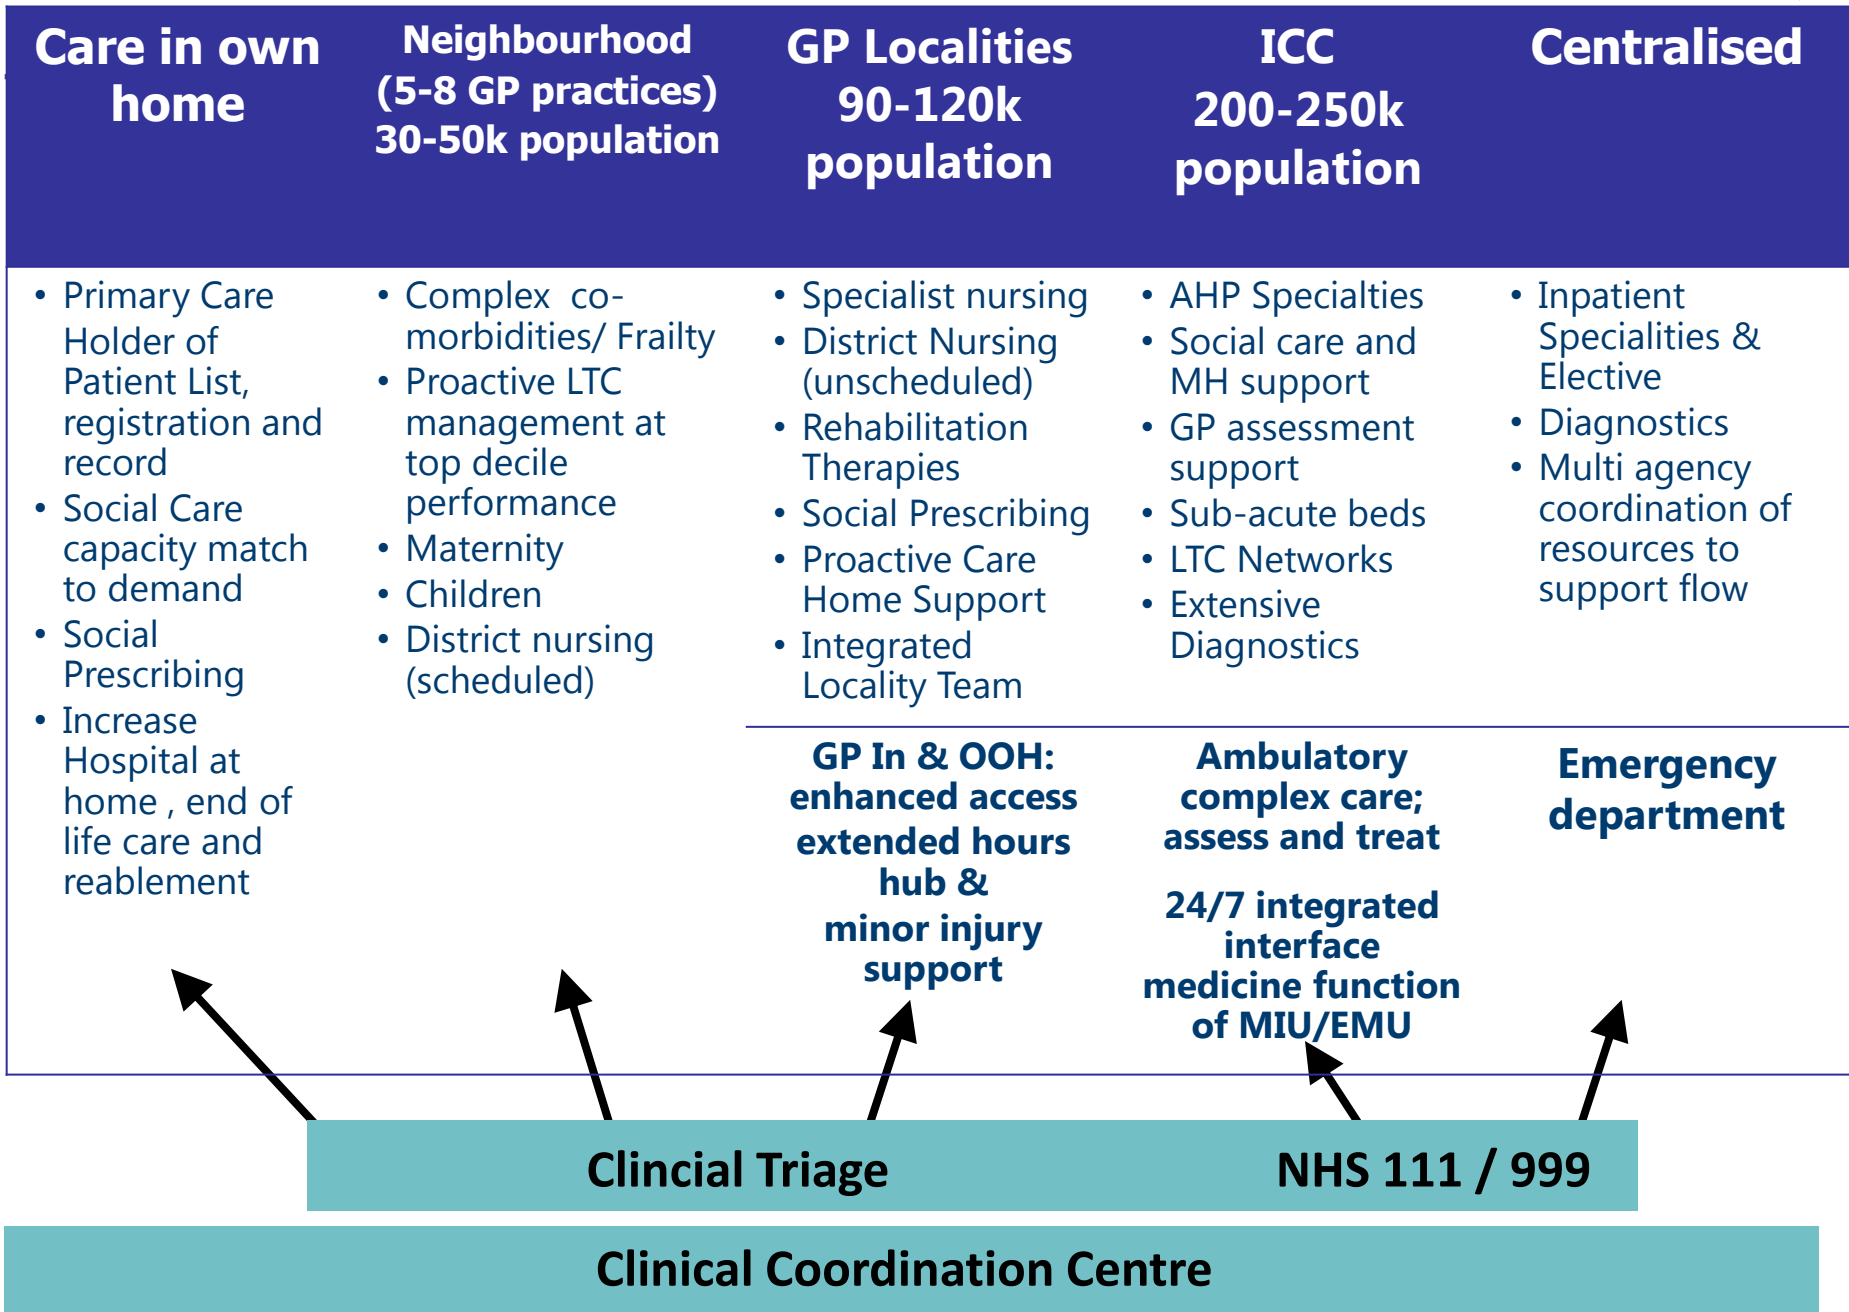 Care in own
home
Neighbourhood
(5-8 GP practices)
30-50k population
GP Localities
90-120k
population
ICC
200-250k
population
Centralised
• Primary Care
Holder of
Patient List,
registration and
record
• Social Care
capacity match
to demand
• Social
Prescribing
• Increase
Hospital at
home , end of
life care and
reablement
• Complex co-
morbidities/ Frailty
• Proactive LTC
management at
top decile
performance
• Maternity
• Children
• District nursing
(scheduled)
• Specialist nursing
• District Nursing
(unscheduled)
• Rehabilitation
Therapies
• Social Prescribing
• Proactive Care
Home Support
• Integrated
Locality Team
GP In & OOH:
enhanced access
extended hours
hub &
minor injury
support
• AHP Specialties
• Social care and
MH support
• GP assessment
support
• Sub-acute beds
• LTC Networks
• Extensive
Diagnostics
Ambulatory
complex care;
assess and treat
24/7 integrated
interface
medicine function
of MIU/EMU
• Inpatient
Specialities &
Elective
• Diagnostics
• Multi agency
coordination of
resources to
support flow
Emergency
department
Clincial Triage
NHS 111 / 999
Clinical Coordination Centre